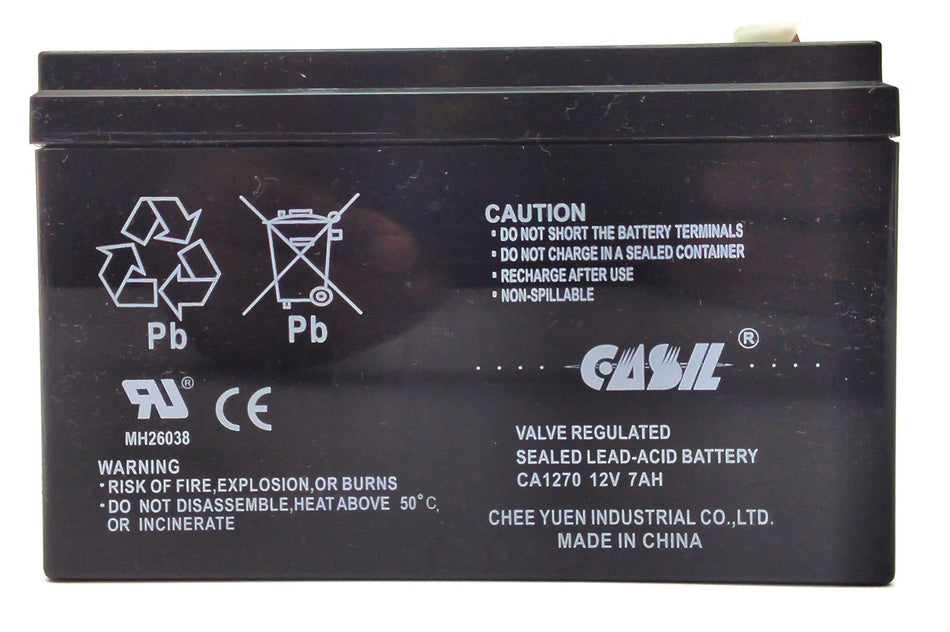 Pb
Pb
MH26038
WARNING
· RISK OF FIRE,EXPLOSION,OR BURNS
· DO NOT DISASSEMBLE,HEAT ABOVE 50°C,
OR INCINERATE
CAUTION
· DO NOT SHORT THE BATTERY TERMINALS
· DO NOT CHARGE IN A SEALED CONTAINER
· RECHARGE AFTER USE
· NON-SPILLABLE
CASIL®
VALVE REGULATED
SEALED LEAD-ACID BATTERY
CA1270 12V 7AH
CHEE YUEN INDUSTRIAL CO.,LTD.
MADE IN CHINA